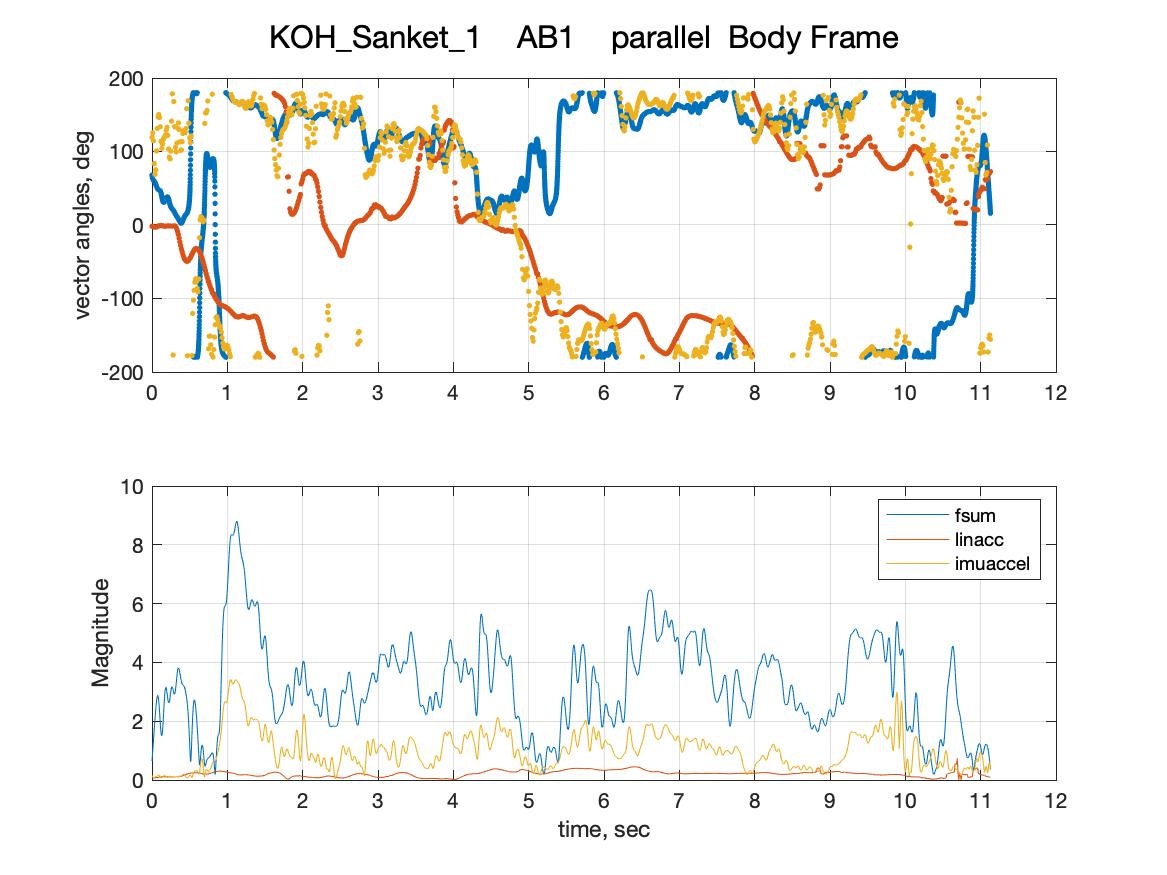 KOH_Sanket_1 AB1 parallel Body Frame
200
100
0
-100
-200
vector angles, deg
0 1 2 3 4 5 6 7 8 9 10 11 12
10
8
6
4
2
0
Magnitude
fsum
linacc
imuaccel
0 1 2 3 4 5 6 7 8 9 10 11 12
time, sec